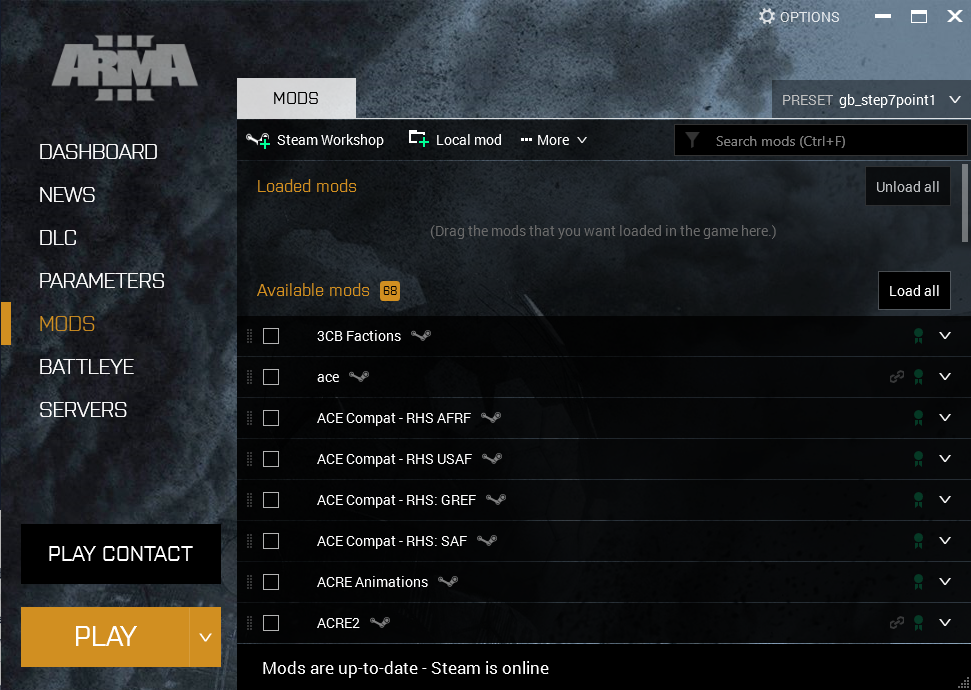 OPTIONS
ARMA
III
MODS
PRESET gb_step7point1
Steam Workshop Local mod ··· More Search mods (Ctrl+F)
DASHBOARD
NEWS
DLC
PARAMETERS
MODS
BATTLEYE
SERVERS
PLAY CONTACT
PLAY
Loaded mods Unload all
(Drag the mods that you want loaded in the game here.)
Available mods 68 Load all
3CB Factions
ace
ACE Compat - RHS AFRF
ACE Compat - RHS USAF
ACE Compat - RHS: GREF
ACE Compat - RHS: SAF
ACRE Animations
ACRE2
Mods are up-to-date - Steam is online